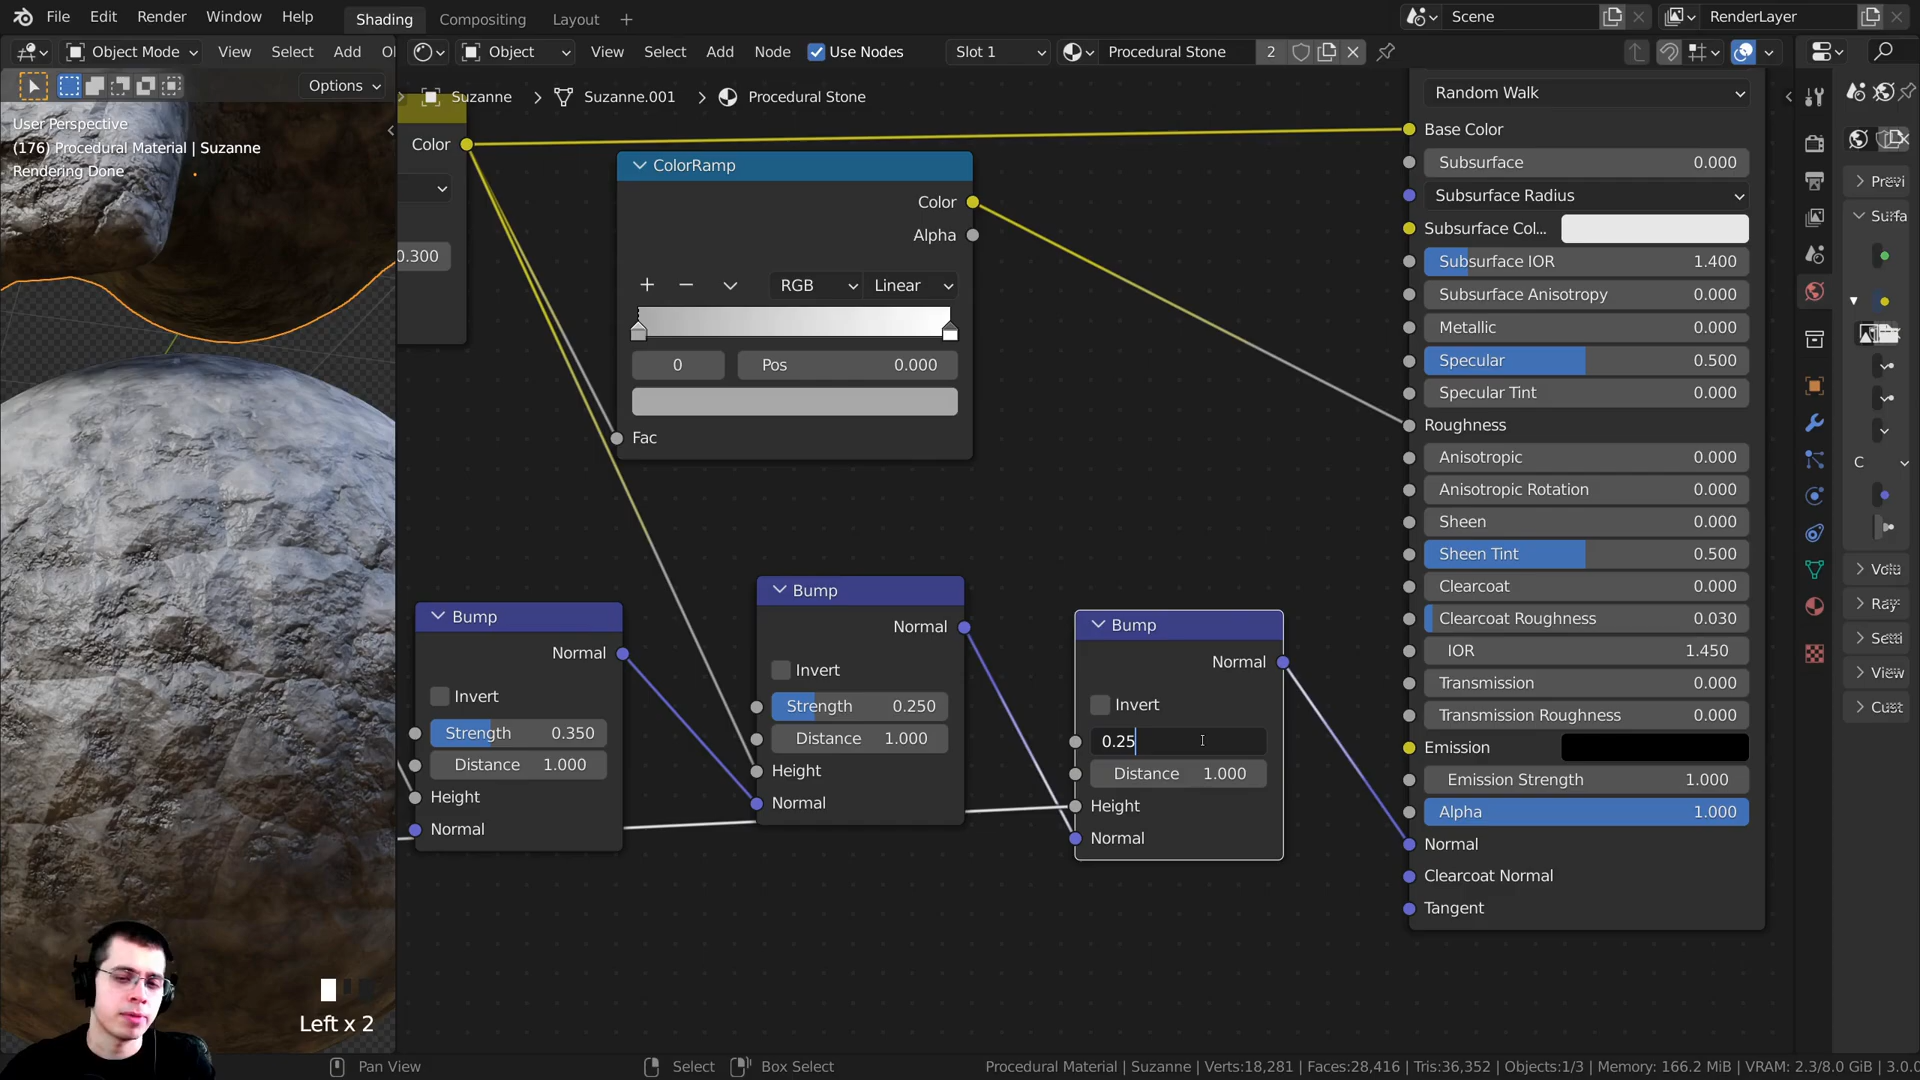 File Edit Render Window Help Shading Compositing Layout + Scene RenderLayer
Object Mode View Select Add Object View Select Add Node Use Nodes Slot 1 Procedural Stone 2
Options
Suzanne > Suzanne.001 > Procedural Stone
User Perspective
(176) Procedural Material | Suzanne
Rendering Done
Color
0.300
ColorRamp
Color
Alpha
RGB Linear
0 Pos 0.000
Fac
Bump
Normal
Invert
Strength 0.350
Distance 1.000
Height
Normal
Bump
Normal
Invert
Strength 0.250
Distance 1.000
Height
Normal
Bump
Normal
Invert
0.25
Distance 1.000
Height
Normal
Random Walk
Base Color
Subsurface 0.000
Subsurface Radius
Subsurface Col...
Subsurface IOR 1.400
Subsurface Anisotropy 0.000
Metallic 0.000
Specular 0.500
Specular Tint 0.000
Roughness
Anisotropic 0.000
Anisotropic Rotation 0.000
Sheen 0.000
Sheen Tint 0.500
Clearcoat 0.000
Clearcoat Roughness 0.030
IOR 1.450
Transmission 0.000
Transmission Roughness 0.000
Emission
Emission Strength 1.000
Alpha 1.000
Normal
Clearcoat Normal
Tangent
Previ
Surfa
C
Volu
Ray
Setti
View
Cust
Left x 2
Pan View Select Box Select Procedural Material | Suzanne | Verts:18,281 | Faces:28,416 | Tris:36,352 | Objects:1/3 | Memory: 166.2 MiB | VRAM: 2.3/8.0 GiB | 3.0.0